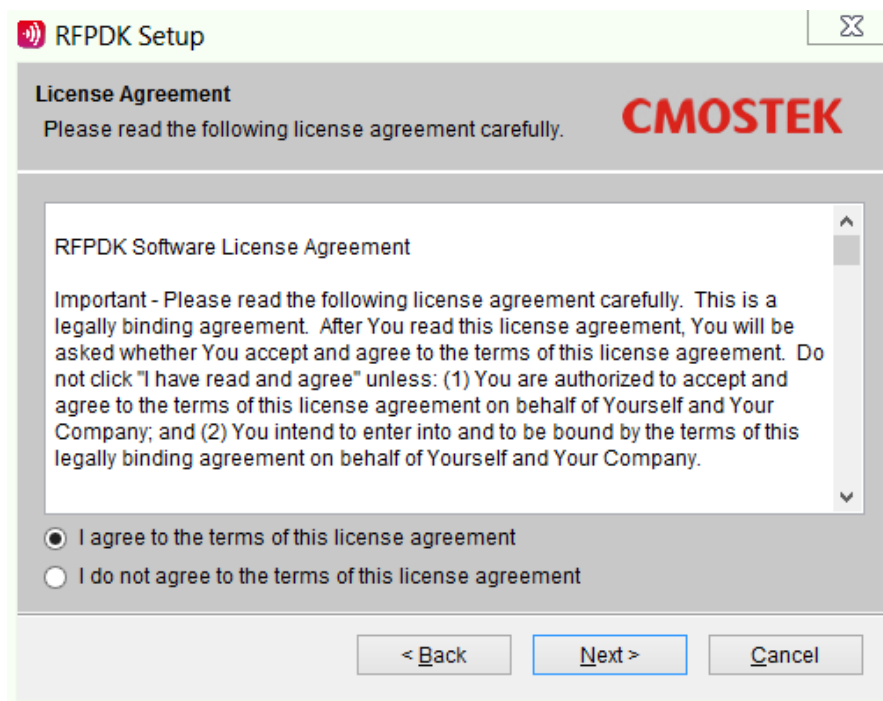 RFPDK Setup
License Agreement
Please read the following license agreement carefully.
CMOSTEK
RFPDK Software License Agreement
Important - Please read the following license agreement carefully.  This is a
legally binding agreement.  After You read this license agreement, You will be
asked whether You accept and agree to the terms of this license agreement.  Do
not click "I have read and agree" unless: (1) You are authorized to accept and
agree to the terms of this license agreement on behalf of Yourself and Your
Company; and (2) You intend to enter into and to be bound by the terms of this
legally binding agreement on behalf of Yourself and Your Company.
I agree to the terms of this license agreement
I do not agree to the terms of this license agreement
< Back
Next >
Cancel